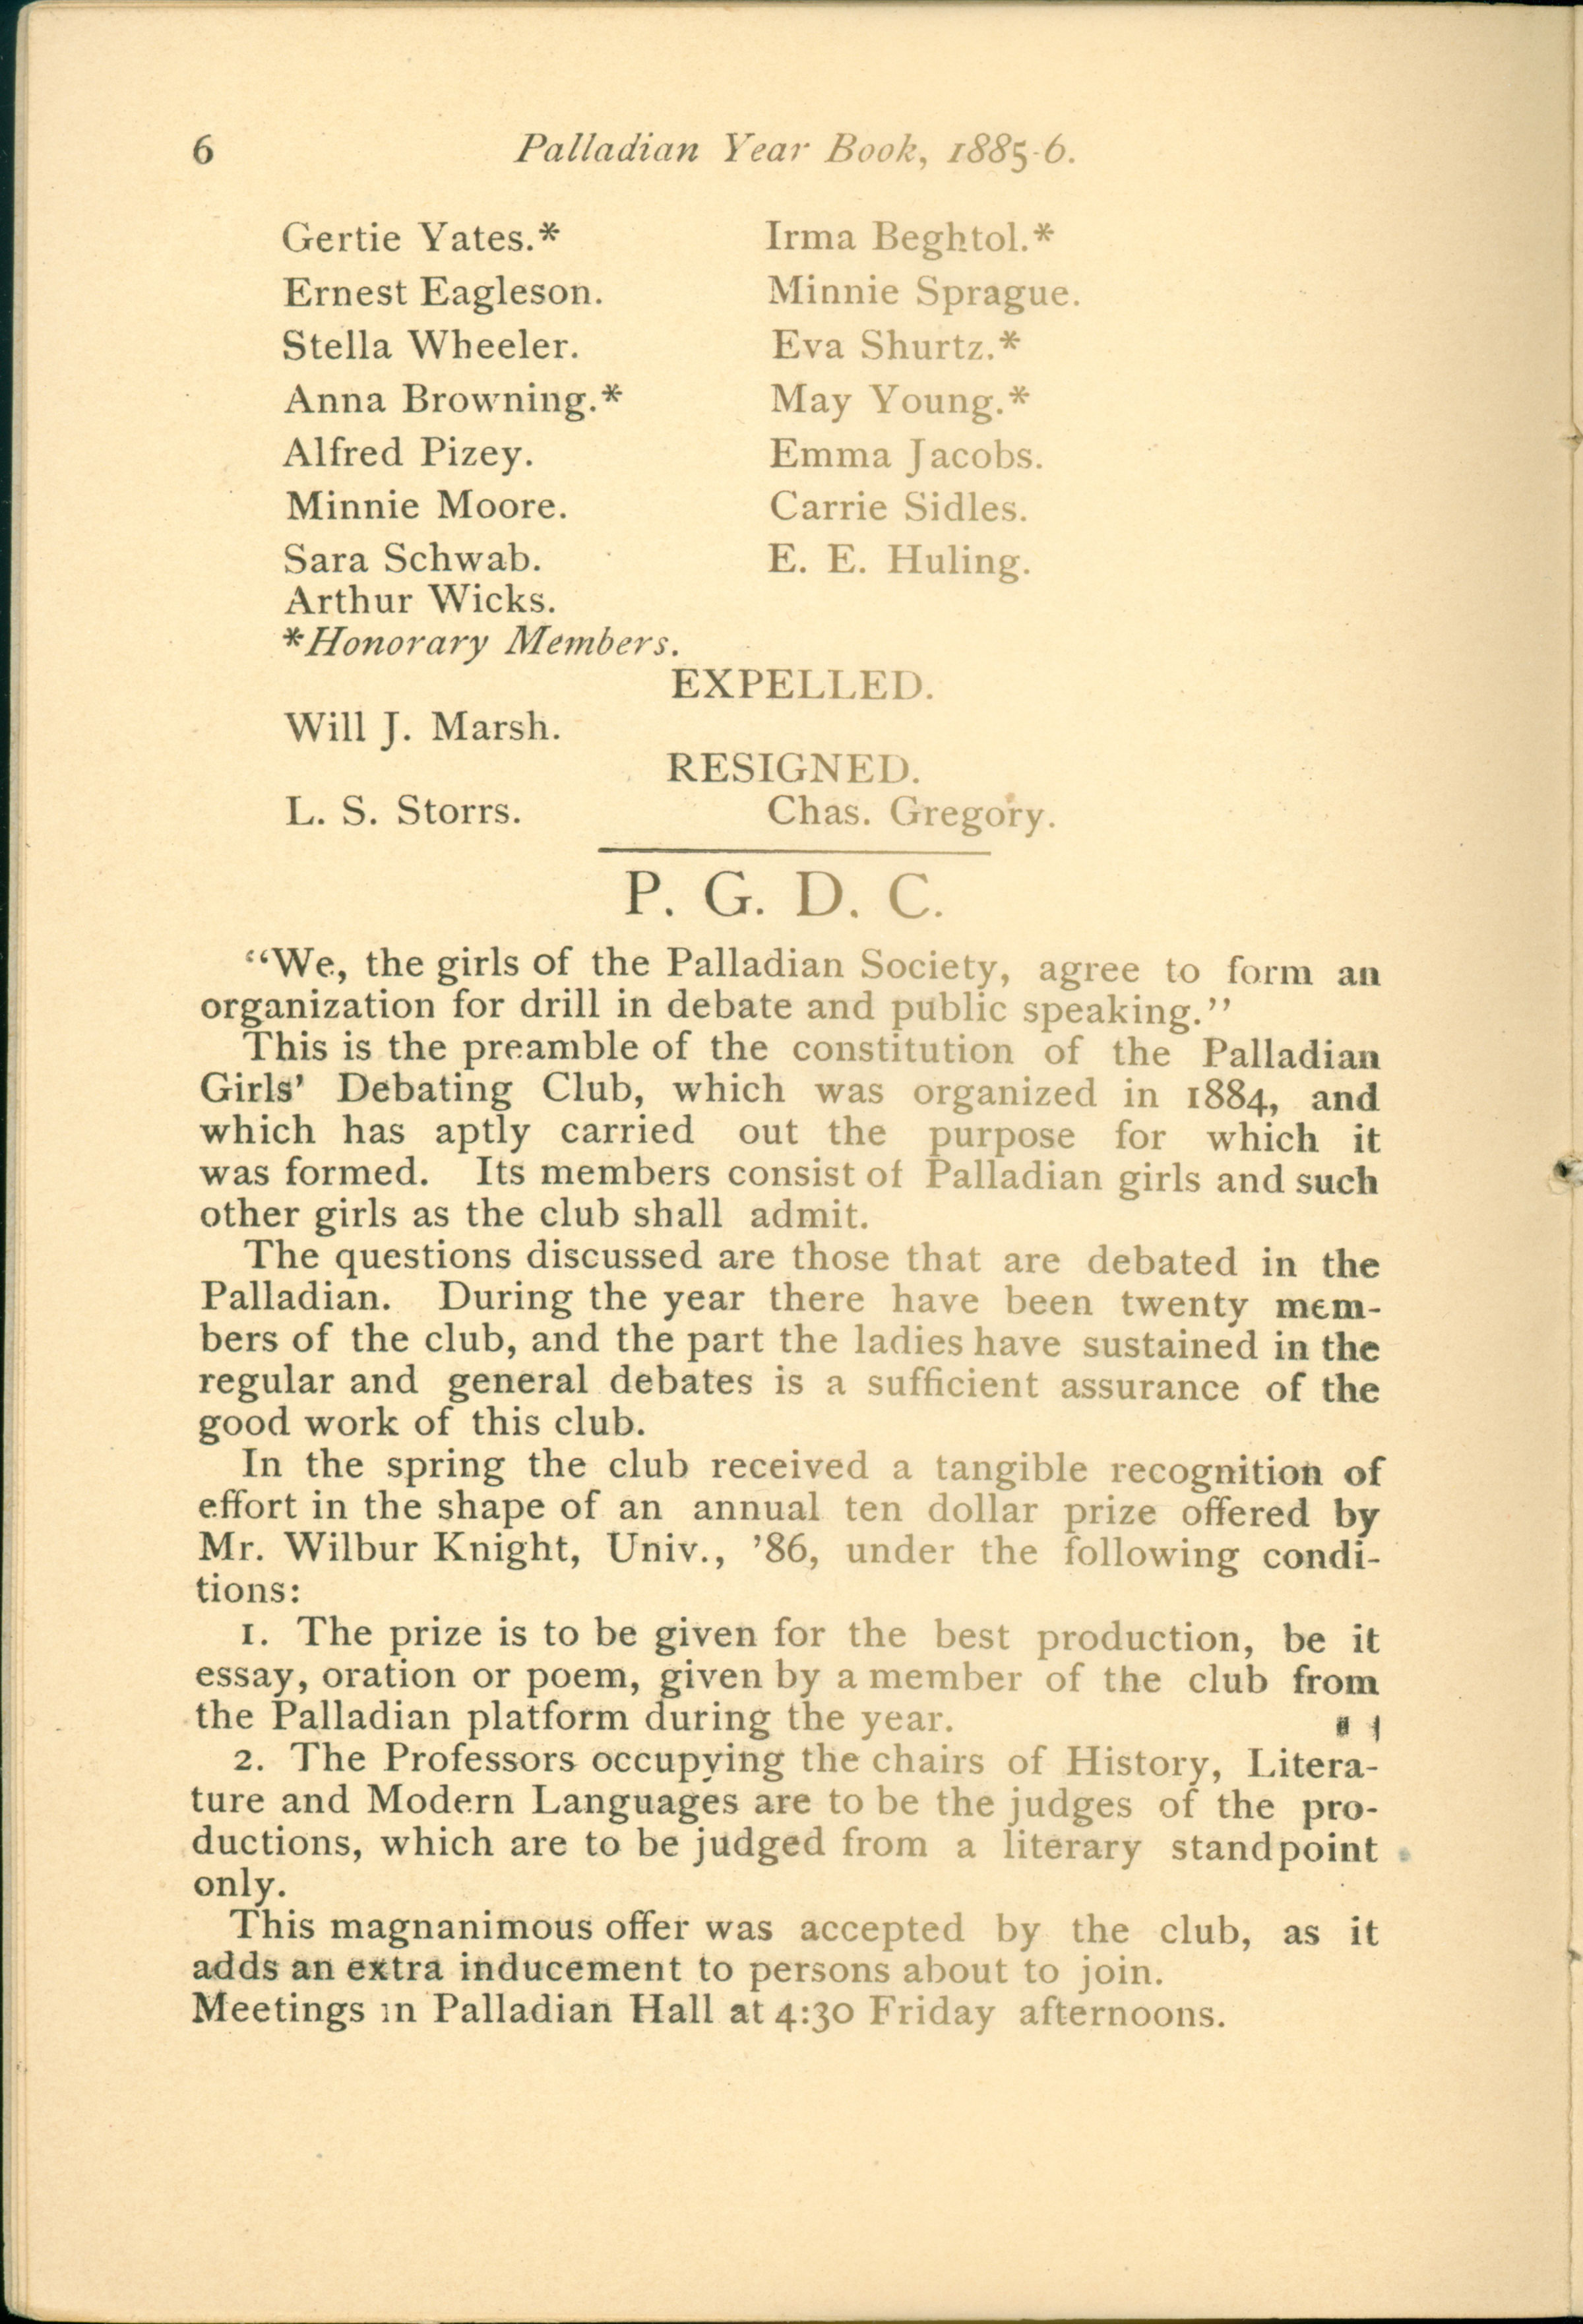 6 Palladian Year Book, 1885-6.
Gertie Yates.* Irma Beghtol.*
Ernest Eagleson. Minnie Sprague.
Stella Wheeler. Eva Shurtz.*
Anna Browning.* May Young.*
Alfred Pizey. Emma Jacobs.
Minnie Moore. Carrie Sidles.
Sara Schwab. E. E. Huling.
Arthur Wicks.
*Honorary Members.
EXPELLED.
Will J. Marsh.
RESIGNED.
L. S. Storrs. Chas. Gregory.
P. G. D. C.
"We, the girls of the Palladian Society, agree to form an
organization for drill in debate and public speaking."
This is the preamble of the constitution of the Palladian
Girls' Debating Club, which was organized in 1884, and
which has aptly carried out the purpose for which it
was formed. Its members consist of Palladian girls and such
other girls as the club shall admit.
The questions discussed are those that are debated in the
Palladian. During the year there have been twenty mem-
bers of the club, and the part the ladies have sustained in the
regular and general debates is a sufficient assurance of the
good work of this club.
In the spring the club received a tangible recognition of
effort in the shape of an annual ten dollar prize offered by
Mr. Wilbur Knight, Univ., '86, under the following condi-
tions:
1. The prize is to be given for the best production, be it
essay, oration or poem, given by a member of the club from
the Palladian platform during the year.
2. The Professors occupying the chairs of History, Litera-
ture and Modern Languages are to be the judges of the pro-
ductions, which are to be judged from a literary standpoint
only.
This magnanimous offer was accepted by the club, as it
adds an extra inducement to persons about to join.
Meetings in Palladian Hall at 4:30 Friday afternoons.